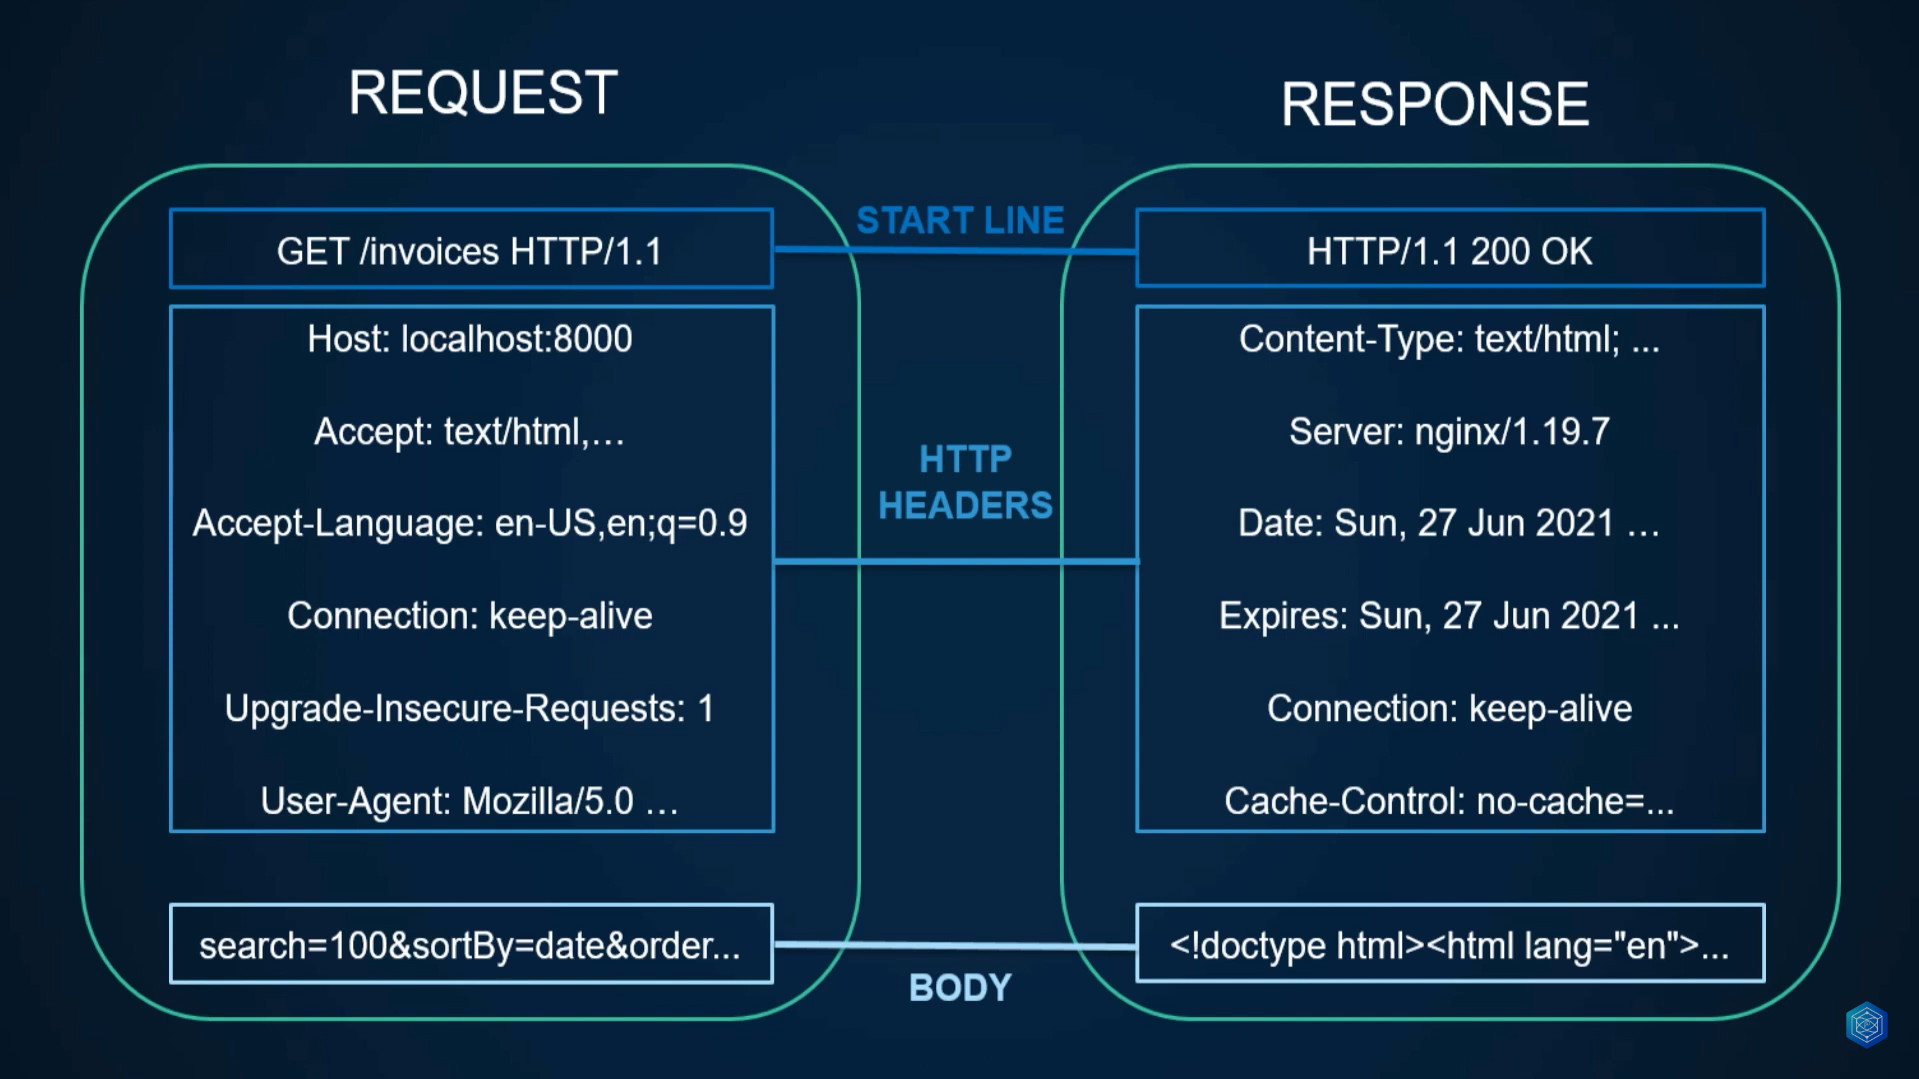 REQUEST
GET /invoices HTTP/1.1
Host: localhost:8000
Accept: text/html,…
Accept-Language: en-US,en;q=0.9
Connection: keep-alive
Upgrade-Insecure-Requests: 1
User-Agent: Mozilla/5.0 …
search=100&sortBy=date&order...
START LINE
HTTP
HEADERS
BODY
RESPONSE
HTTP/1.1 200 OK
Content-Type: text/html; ...
Server: nginx/1.19.7
Date: Sun, 27 Jun 2021 …
Expires: Sun, 27 Jun 2021 ...
Connection: keep-alive
Cache-Control: no-cache=...
<!doctype html><html lang="en">...